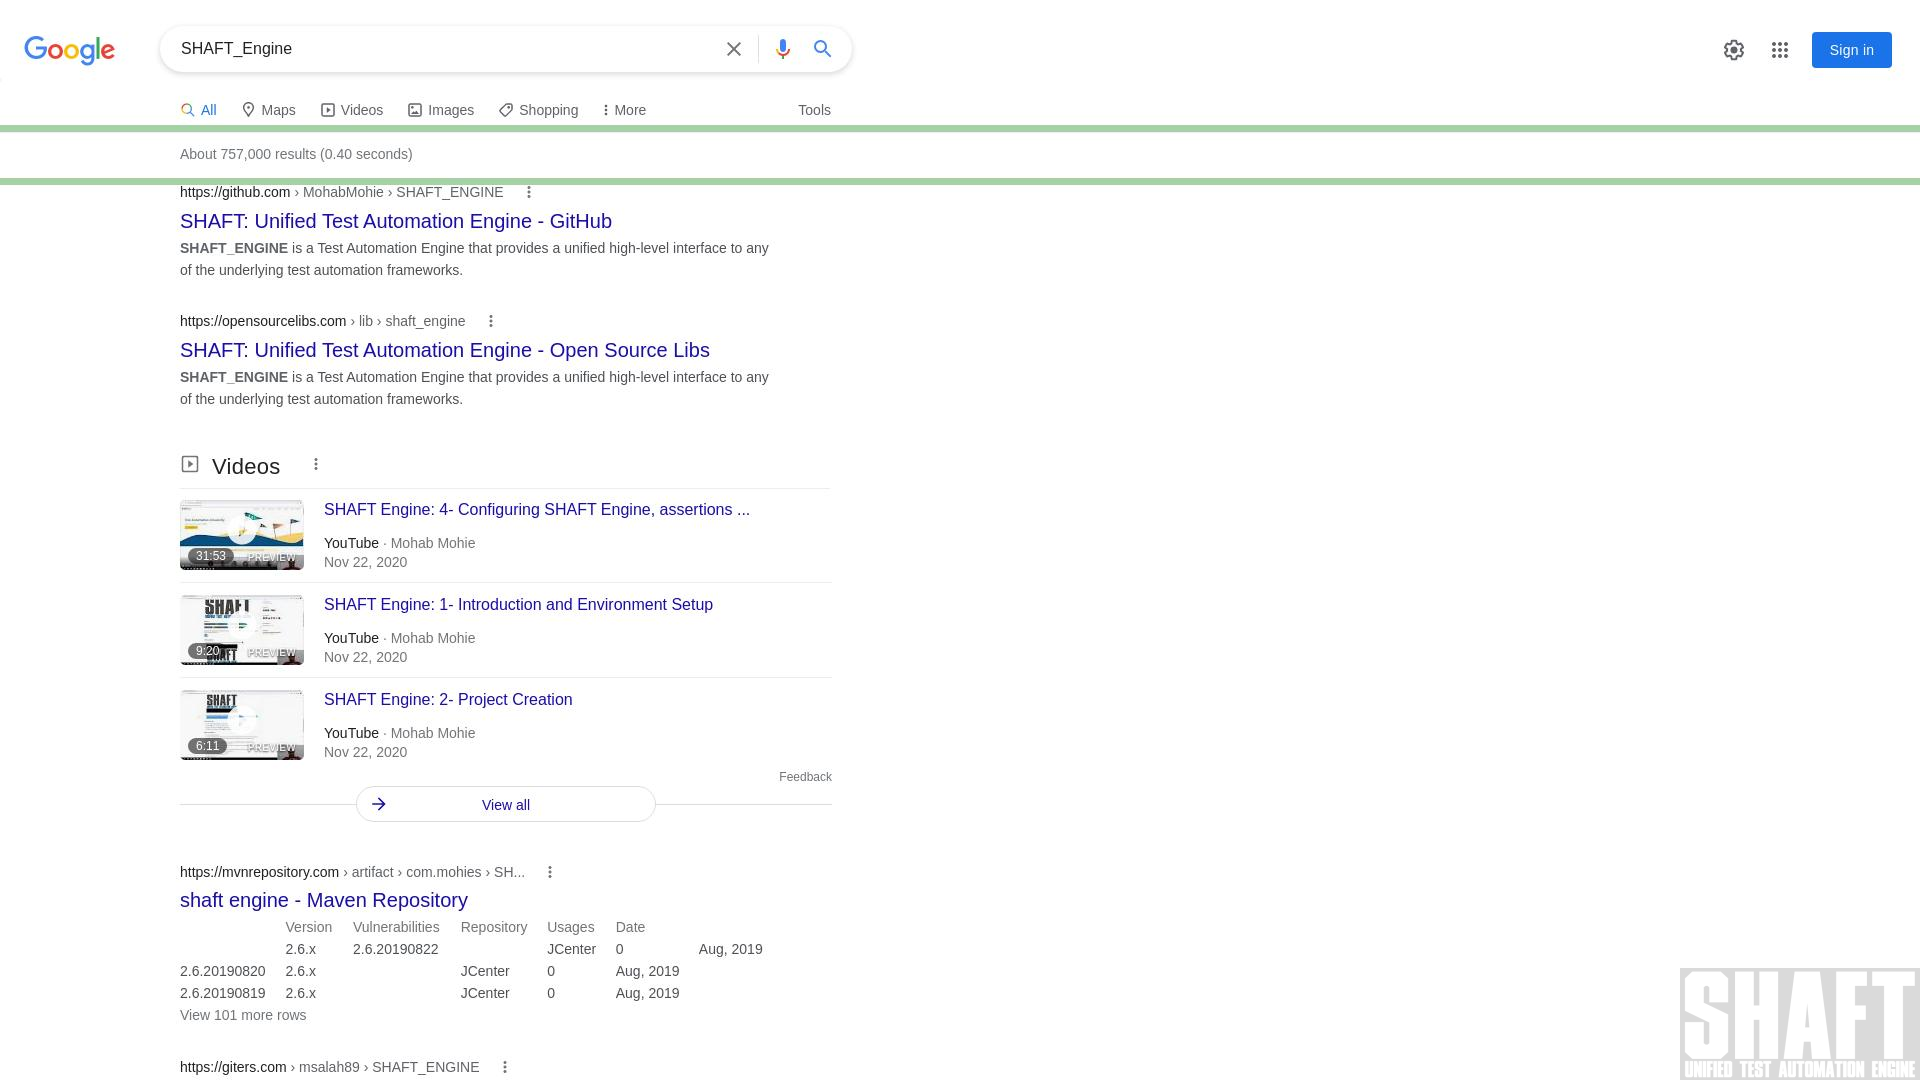 Google
SHAFT_Engine
Sign in
All
Maps
Videos
Images
Shopping
More
Tools
About 757,000 results (0.40 seconds)
https://github.com › MohabMohie › SHAFT_ENGINE
SHAFT: Unified Test Automation Engine - GitHub
SHAFT_ENGINE is a Test Automation Engine that provides a unified high-level interface to any
of the underlying test automation frameworks.
https://opensourcelibs.com › lib › shaft_engine
SHAFT: Unified Test Automation Engine - Open Source Libs
SHAFT_ENGINE is a Test Automation Engine that provides a unified high-level interface to any
of the underlying test automation frameworks.
Videos
31:53
PREVIEW
SHAFT Engine: 4- Configuring SHAFT Engine, assertions ...
YouTube · Mohab Mohie
Nov 22, 2020
SHAFT
9:20
PREVIEW
SHAFT Engine: 1- Introduction and Environment Setup
YouTube · Mohab Mohie
Nov 22, 2020
SHAFT
6:11
PREVIEW
SHAFT Engine: 2- Project Creation
YouTube · Mohab Mohie
Nov 22, 2020
Feedback
View all
https://mvnrepository.com › artifact › com.mohies › SH...
shaft engine - Maven Repository
Version Vulnerabilities Repository Usages Date
2.6.x 2.6.20190822 JCenter 0 Aug, 2019
2.6.20190820 2.6.x JCenter 0 Aug, 2019
2.6.20190819 2.6.x JCenter 0 Aug, 2019
View 101 more rows
https://giters.com › msalah89 › SHAFT_ENGINE
SHAFT
UNIFIED TEST AUTOMATION ENGINE